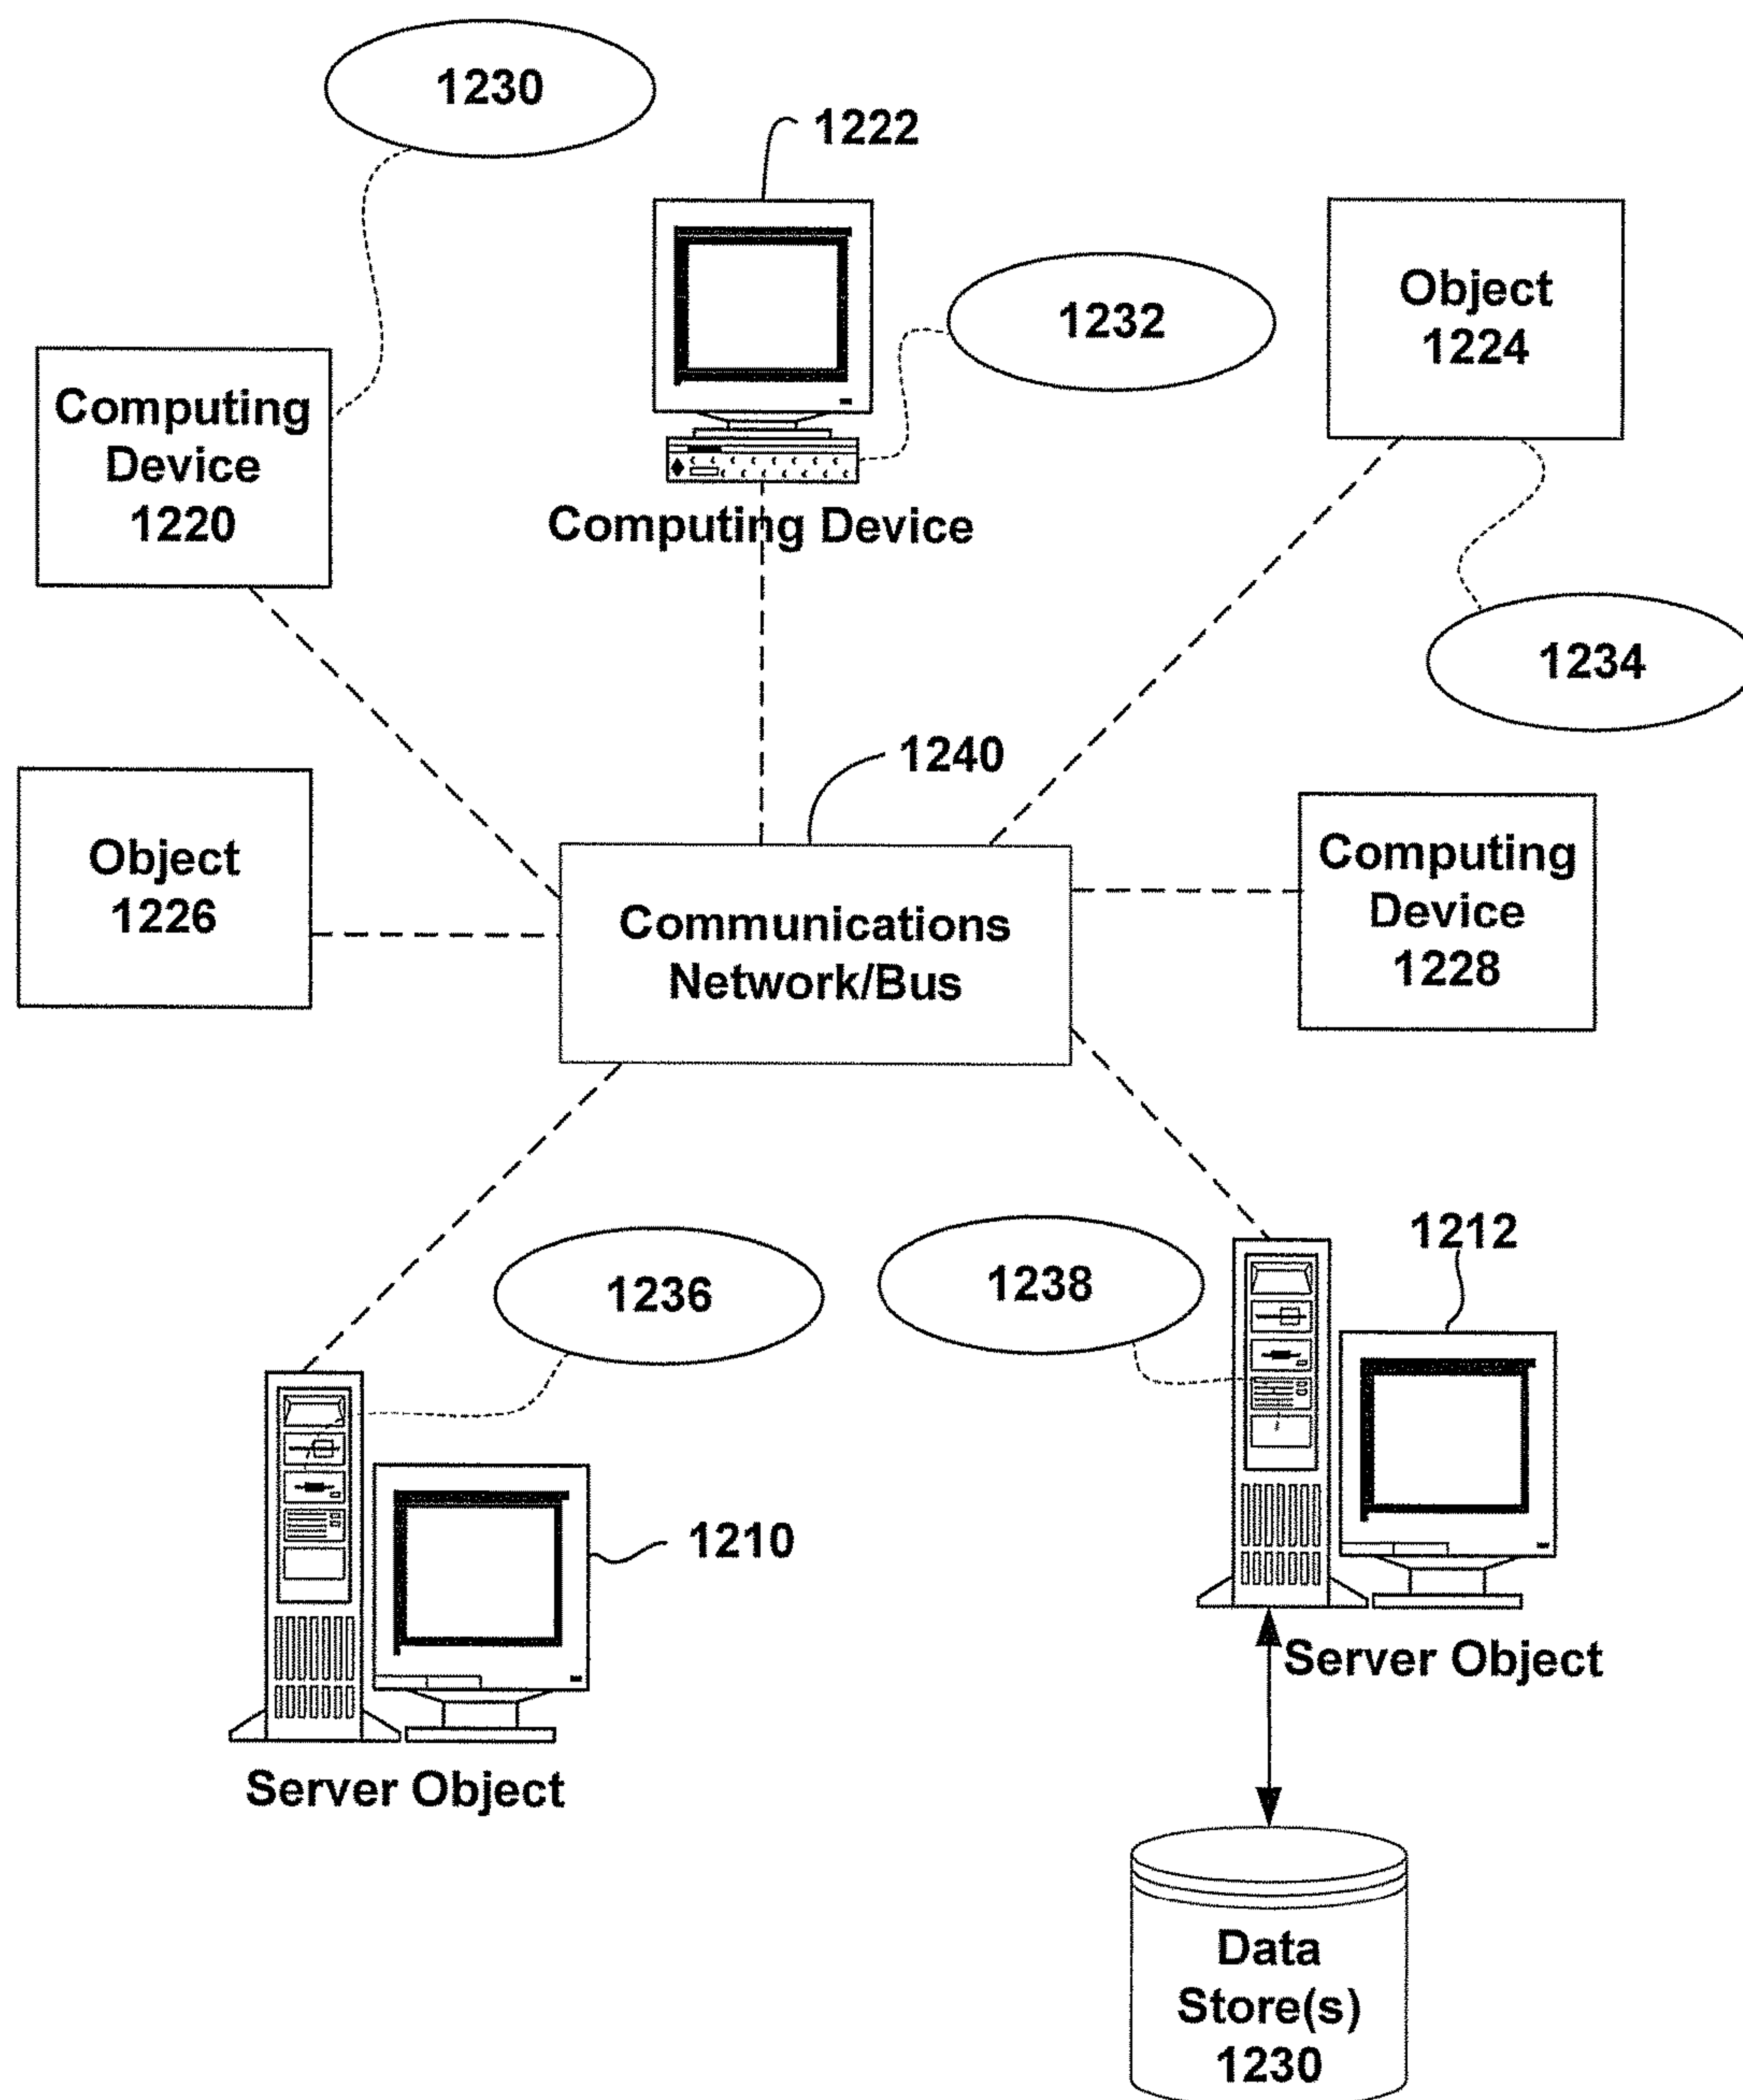 1230
1222
1232
Object
1224
Computing
Device
1220
Computing Device
1234
1240
Object
1226
Communications
Network/Bus
Computing
Device
1228
1236
1238
1212
1210
Server Object
Server Object
Data
Store(s)
1230